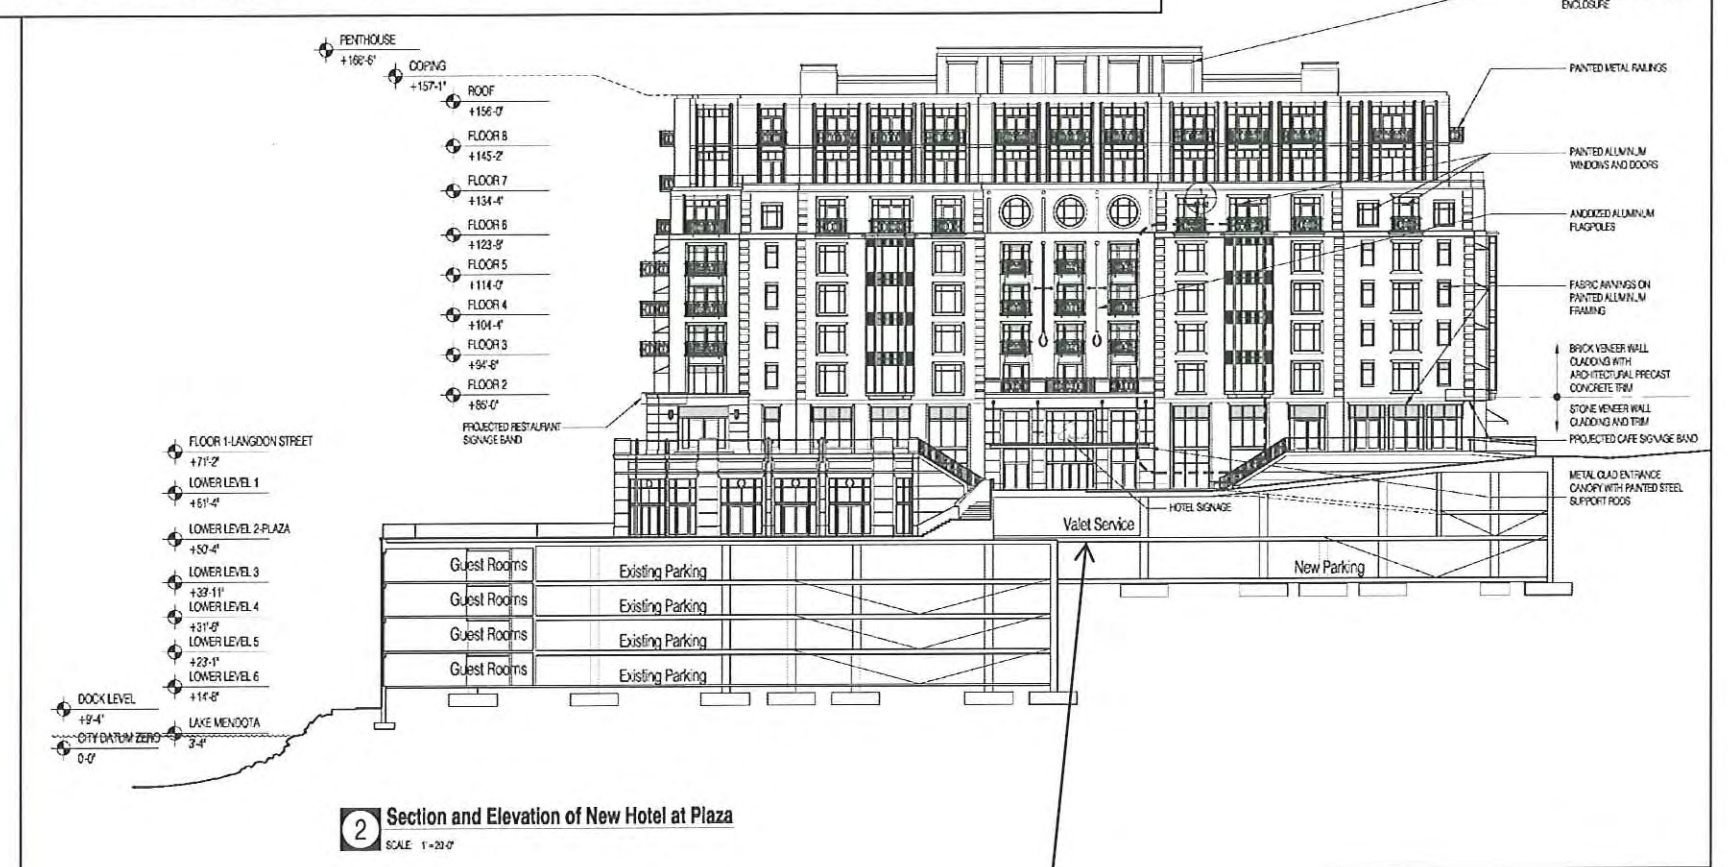 ENCLOSURE
PENTHOUSE
+166'-6"
COPING
+157'-1"
ROOF
+156'-0"
FLOOR 8
+145'-2"
FLOOR 7
+134'-4"
FLOOR 6
+123'-8"
FLOOR 5
+114'-0"
FLOOR 4
+104'-4"
FLOOR 3
+94'-8"
FLOOR 2
+85'-0"
PROJECTED RESTAURANT
SIGNAGE BAND
FLOOR 1-LANGDON STREET
+71'-2"
LOWER LEVEL 1
+61'-4"
LOWER LEVEL 2-PLAZA
+50'-4"
LOWER LEVEL 3
+39'-11"
LOWER LEVEL 4
+31'-6"
LOWER LEVEL 5
+23'-1"
LOWER LEVEL 6
+14'-8"
DOCK LEVEL
+9'-4"
LAKE MENDOTA
3'-4"
CITY DATUM ZERO
0'-0"
PAINTED METAL RAILINGS
PAINTED ALUMINUM
WINDOWS AND DOORS
ANODIZED ALUMINUM
FLAGPOLES
FABRIC AWNINGS ON
PAINTED ALUMINUM
FRAMING
BRICK VENEER WALL
CLADDING WITH
ARCHITECTURAL PRECAST
CONCRETE TRIM
STONE VENEER WALL
CLADDING AND TRIM
PROJECTED CAFE SIGNAGE BAND
METAL CLAD ENTRANCE
CANOPY WITH PAINTED STEEL
SUPPORT RODS
HOTEL SIGNAGE
Valet Service
New Parking
Guest Rooms Existing Parking
Guest Rooms Existing Parking
Guest Rooms Existing Parking
Guest Rooms Existing Parking
2 Section and Elevation of New Hotel at Plaza
SCALE: 1"=20'-0"